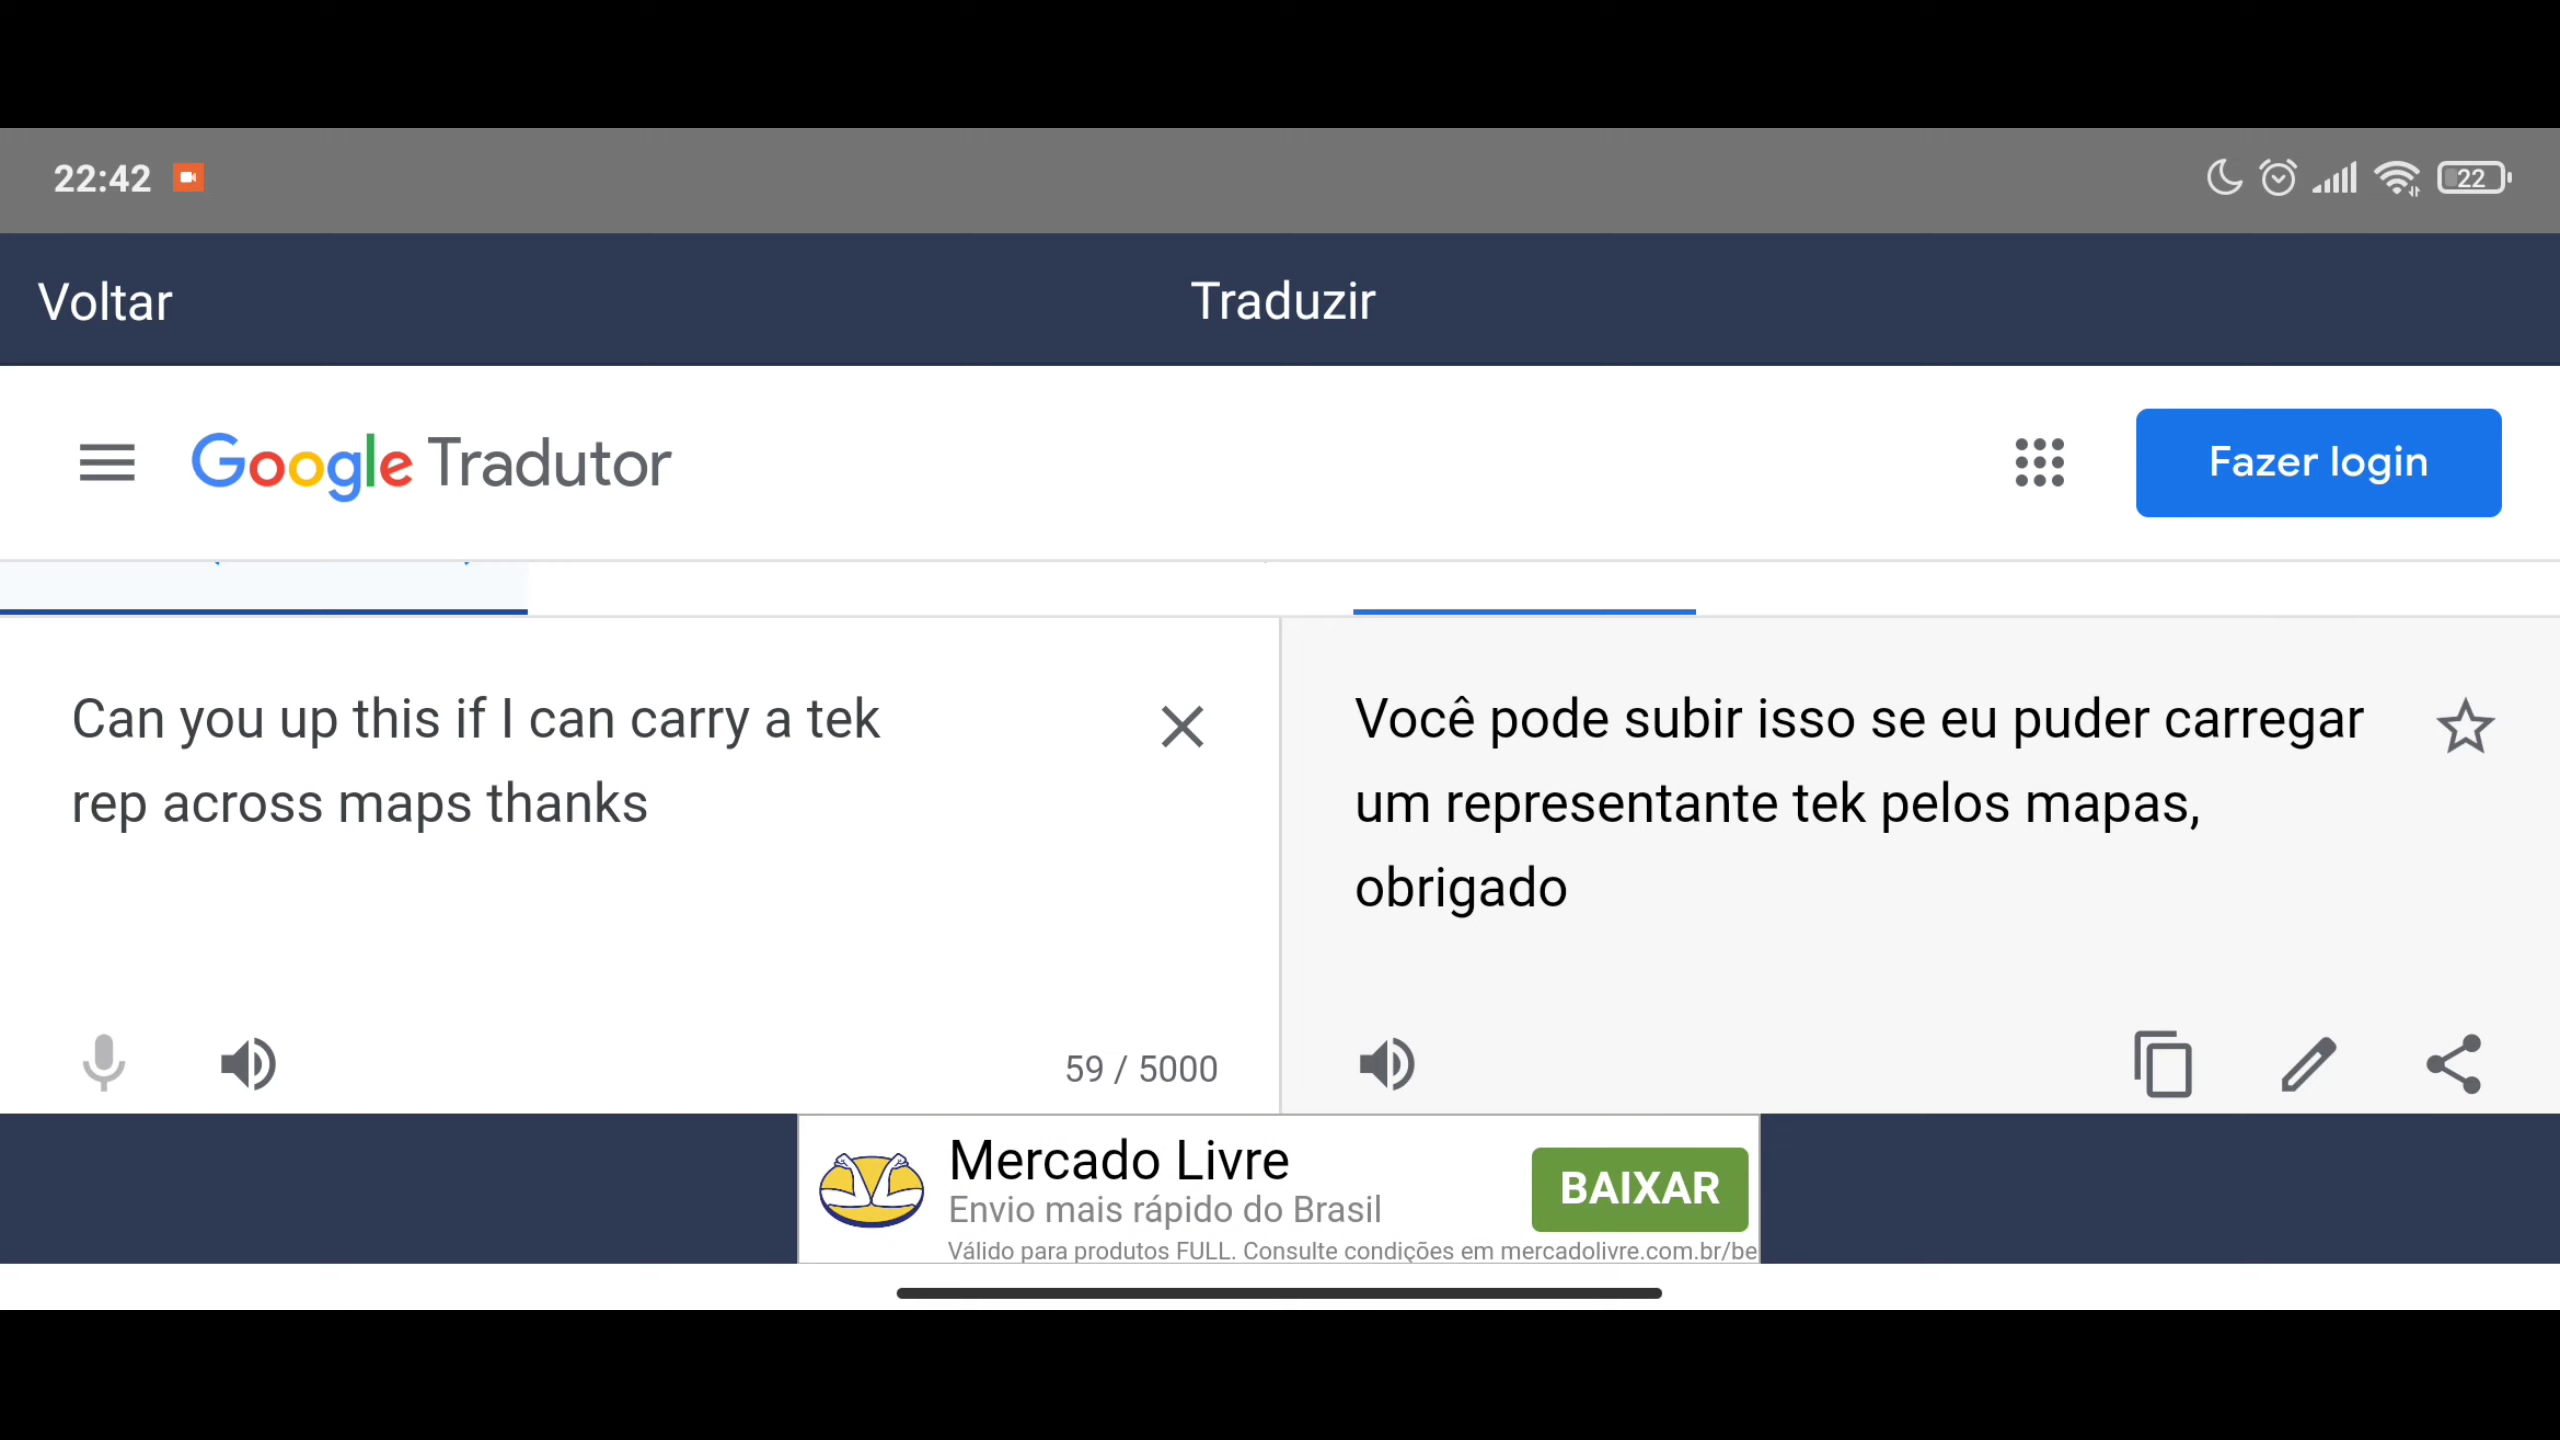 22:42
22
Voltar
Traduzir
Google Tradutor
Fazer login
Can you up this if I can carry a tek
rep across maps thanks
59 / 5000
Você pode subir isso se eu puder carregar
um representante tek pelos mapas,
obrigado
Mercado Livre
Envio mais rápido do Brasil
Válido para produtos FULL. Consulte condições em mercadolivre.com.br/be
BAIXAR